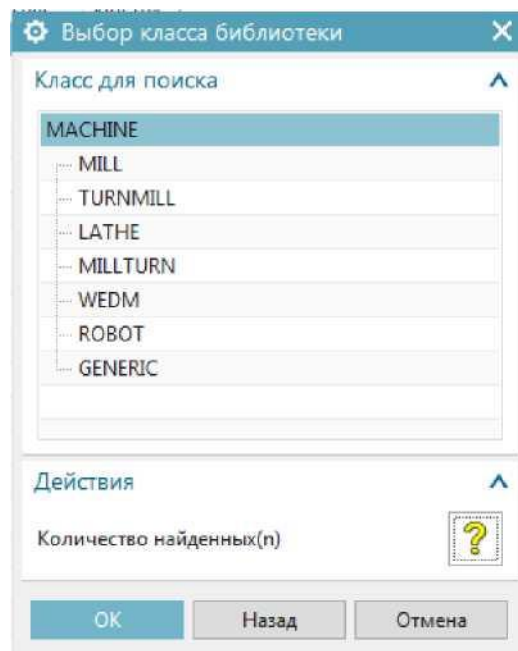 Выбор класса библиотеки
Класс для поиска
MACHINE
MILL
TURNMILL
LATHE
MILLTURN
WEDM
ROBOT
GENERIC
Действия
Количество найденных(n)
ОК Назад Отмена